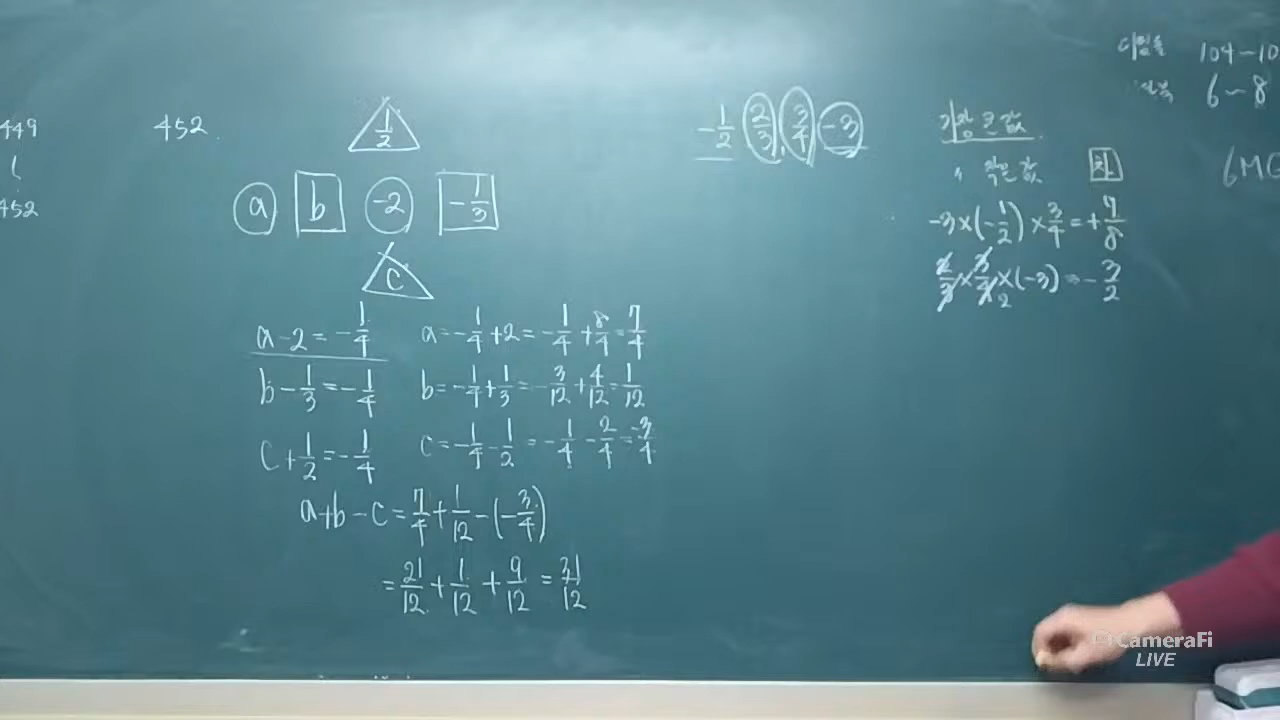 449
452
452.
1/2
a b -2 -1/3
c
a-2=-1/4 a=-1/4+2=-1/4+8/4=7/4
b-1/3=-1/4 b=-1/4+1/3=-3/12+4/12=1/12
c+1/2=-1/4 c=-1/4-1/2=-1/4-2/4=-3/4
a+b-c=7/4+1/12-(-3/4)
=21/12+1/12+9/12=31/12
-1/2 2/3, 3/4 -3
가장 큰 값
작은 값 차
-3×(-1/2)×3/4=+9/8
2/3×3/4×(-3)=-3/2
2
104-10
6~8
6M
CameraFi
LIVE